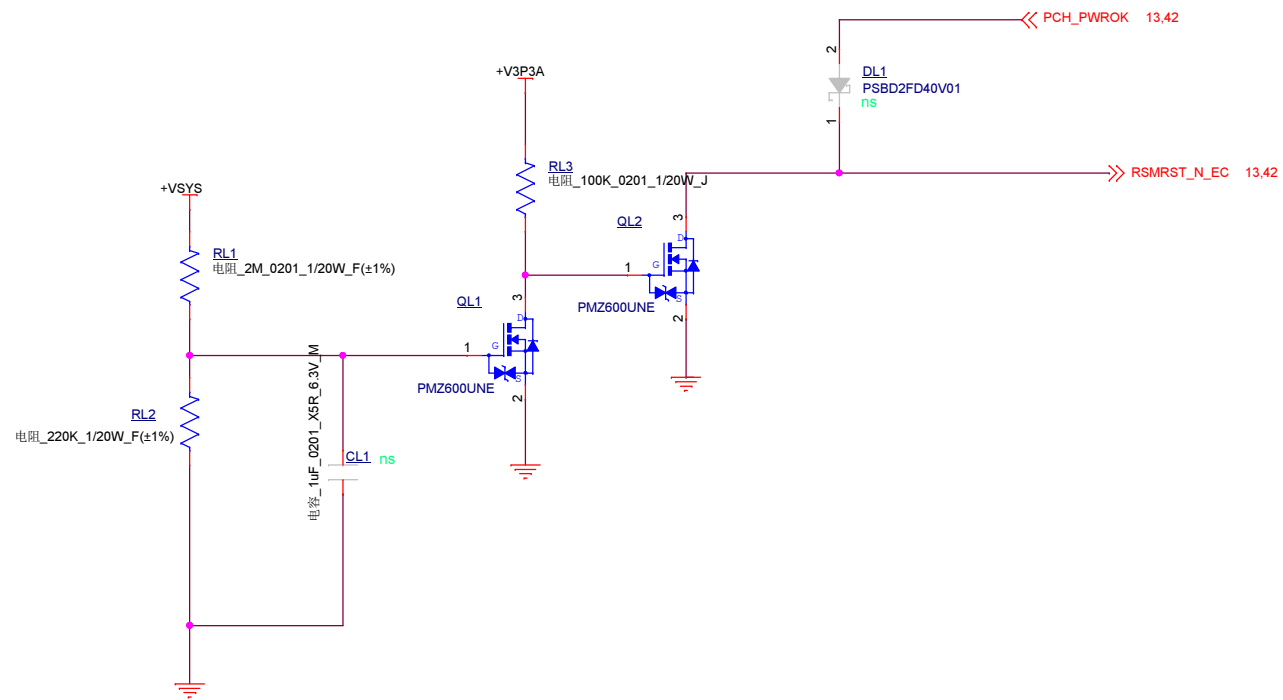 PCH_PWROK 13,42
2
DL1
PSBD2FD40V01
ns
1
+V3P3A
RL3
电阻_100K_0201_1/20W_J
RSMRST_N_EC 13,42
+VSYS
QL2
3
D
G
1
S
PMZ600UNE
2
RL1
电阻_2M_0201_1/20W_F(±1%)
QL1
3
D
G
1
S
PMZ600UNE
2
RL2
电阻_220K_1/20W_F(±1%)
电容_1uF_0201_X5R_6.3V_M
CL1 ns